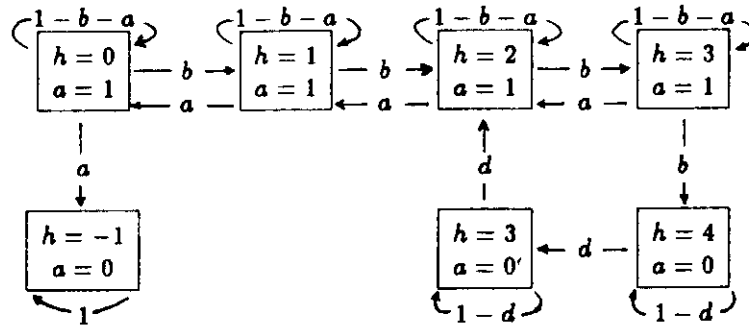 1 − b − a 1 − b − a 1 − b − a 1 − b − a
h = 0 h = 1 h = 2 h = 3
b b b
a = 1 a = 1 a = 1 a = 1
a a a
a d b
h = −1 h = 3 h = 4
d
a = 0 a = 0′ a = 0
1 1 − d 1 − d